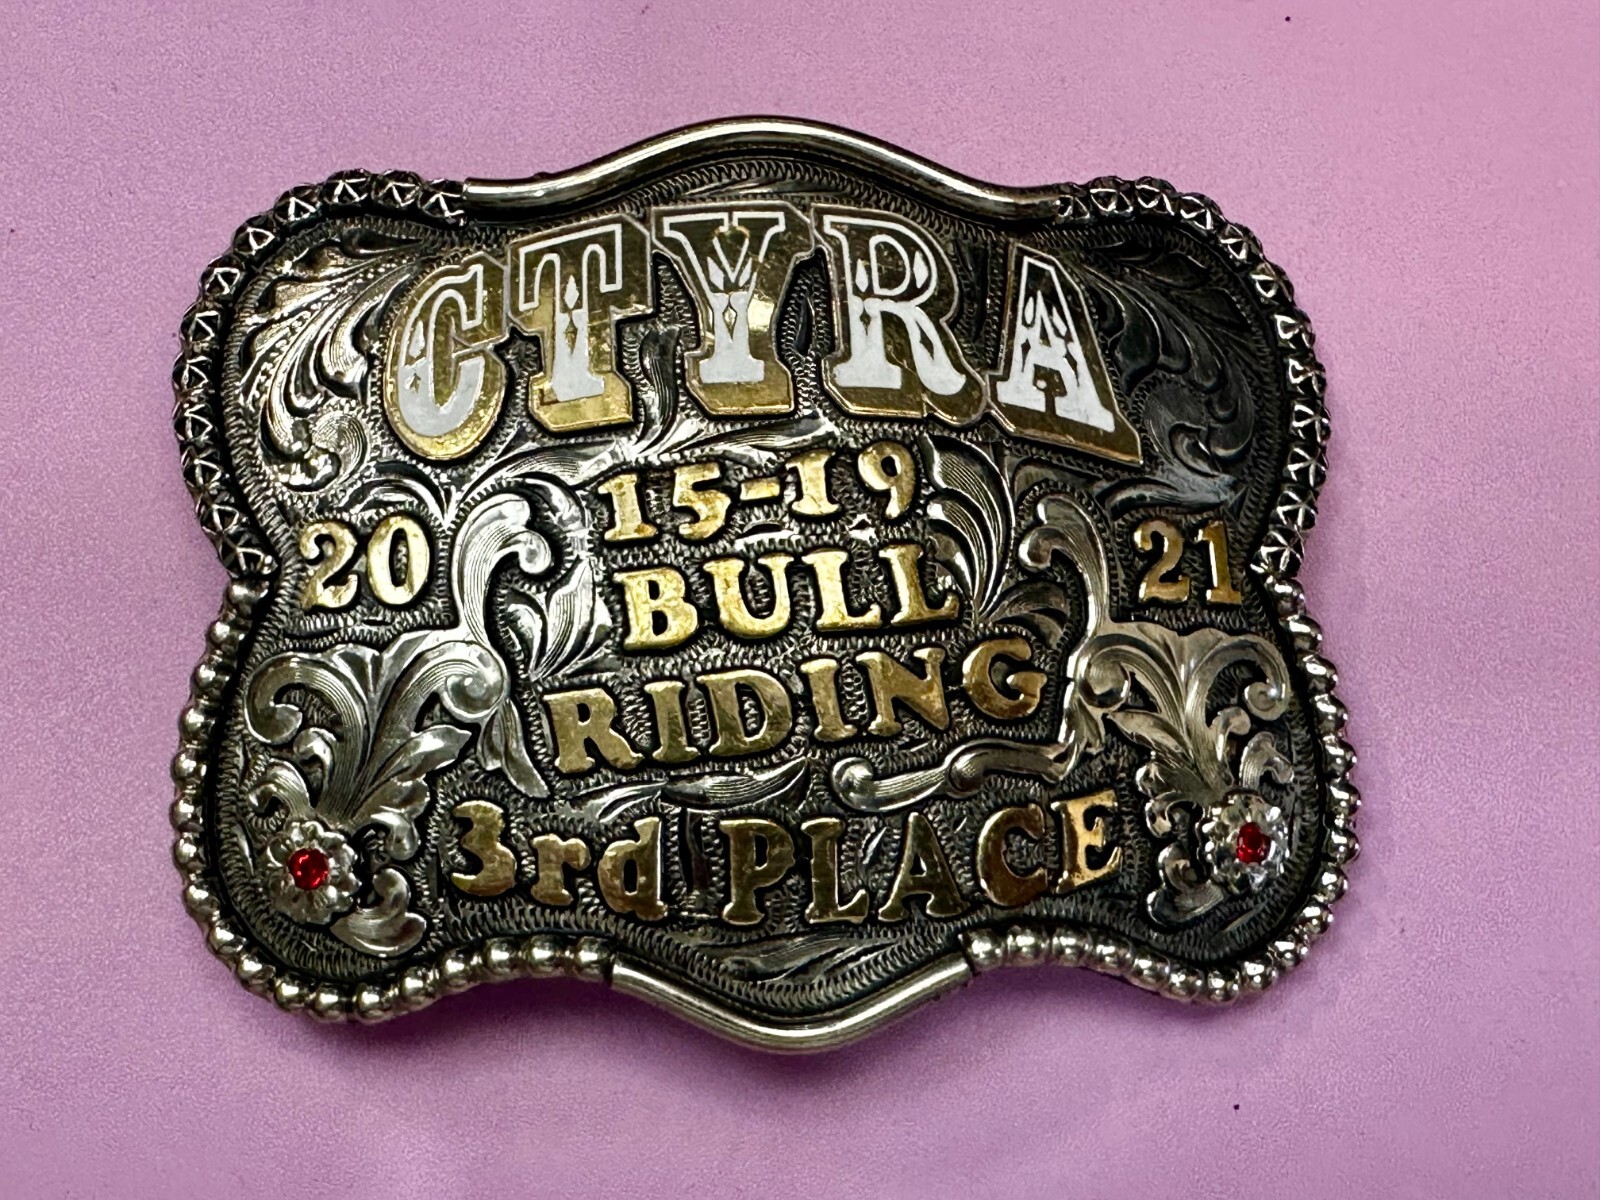 CTYRA
15-19
20 BULL 21
RIDING
3rd PLACE